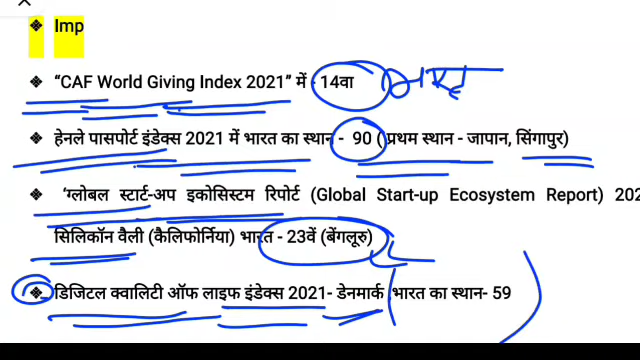 ❖ Imp
❖ “CAF World Giving Index 2021” में - 14वा भारत
❖ हेनले पासपोर्ट इंडेक्स 2021 में भारत का स्थान - 90 ( प्रथम स्थान - जापान, सिंगापुर)
❖ ‘ग्लोबल स्टार्ट-अप इकोसिस्टम रिपोर्ट (Global Start-up Ecosystem Report) 202
सिलिकॉन वैली (कैलिफोर्निया) भारत - 23वें (बेंगलूरु)
❖ डिजिटल क्वालिटी ऑफ लाइफ इंडेक्स 2021- डेनमार्क (भारत का स्थान- 59